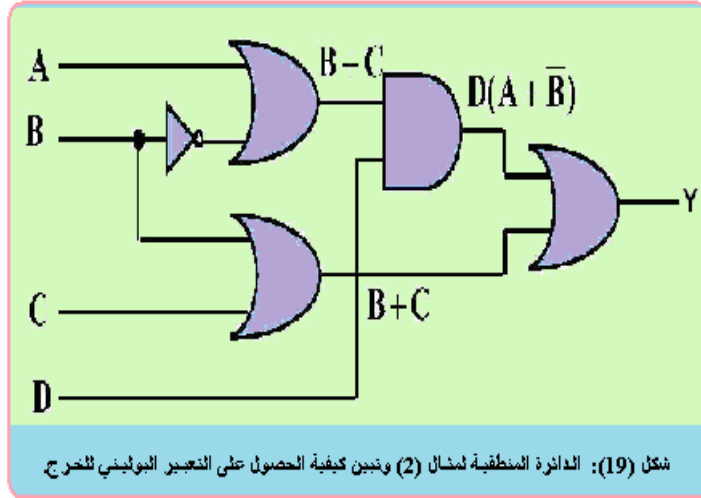 A
B
C
D
B−C
D(A+B̅)
B+C
Y
شكل (19): الدائرة المنطقية لمثال (2) وتبين كيفية الحصول على التعبير البوليني للخرج.